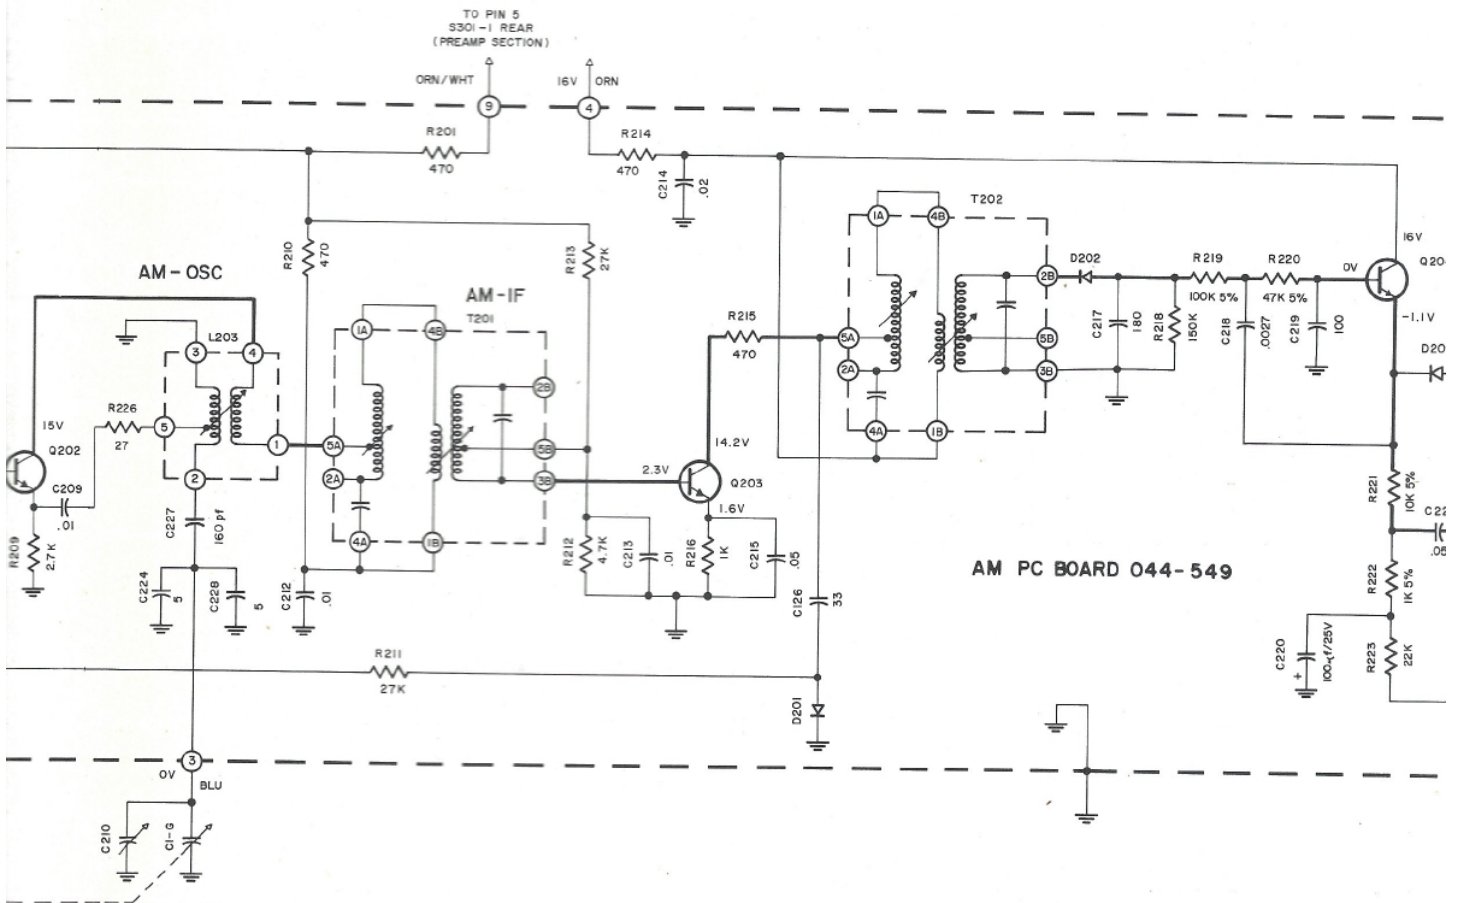 TO PIN 5
S301-1 REAR
(PREAMP SECTION)
ORN/WHT
16V ORN
9
4
R201
470
R214
470
C214
.02
T202
1A
4B
R210
470
R213
27K
16V
AM-OSC
AM-IF
T201
2B
D202
R219
100K 5%
R220
47K 5%
0V
Q20
-1.1V
L203
3
4
1A
4B
R215
470
5A
2A
5B
3B
C217
180
R218
150K
C218
.0027
C219
100
D20
2B
R226
27
5
15V
Q202
1
5A
2A
5B
3B
4A
1B
14.2V
2.3V
Q203
1.6V
2
C209
.01
C227
160 pf
R209
2.7K
4A
1B
R212
4.7K
C213
.01
R216
1K
C215
.05
R221
10K 5%
C22
.05
C224
5
C228
5
C212
.01
C126
33
AM PC BOARD 044-549
R222
1K 5%
C220
+
R223
22K
R211
27K
D201
3
0V
BLU
C210
C1-G